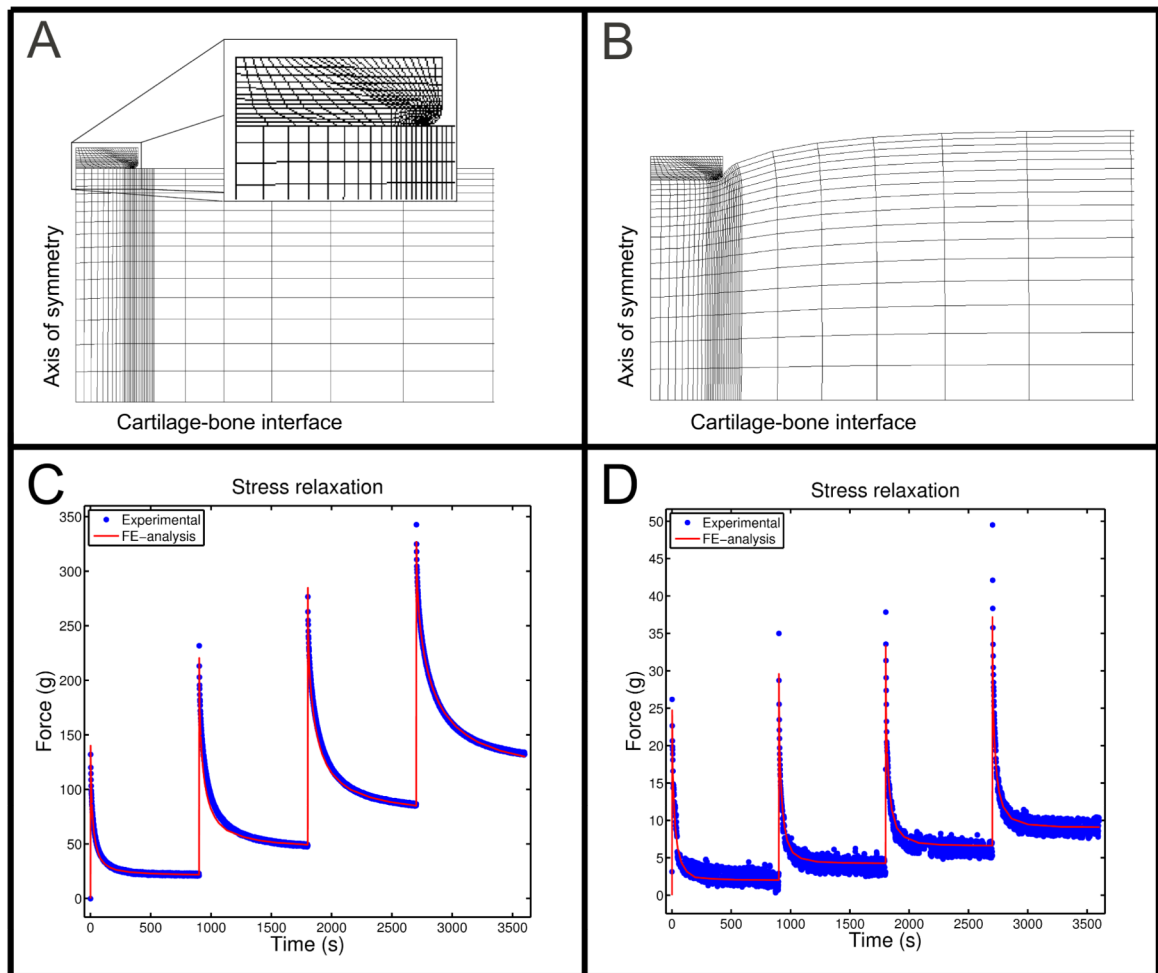 A
Axis of symmetry
Cartilage-bone interface
B
Axis of symmetry
Cartilage-bone interface
C
Stress relaxation
Experimental
FE-analysis
350
300
250
200
150
100
50
0
Force (g)
0 500 1000 1500 2000 2500 3000 3500
Time (s)
D
Stress relaxation
Experimental
FE-analysis
50
45
40
35
30
25
20
15
10
5
0
Force (g)
0 500 1000 1500 2000 2500 3000 3500
Time (s)